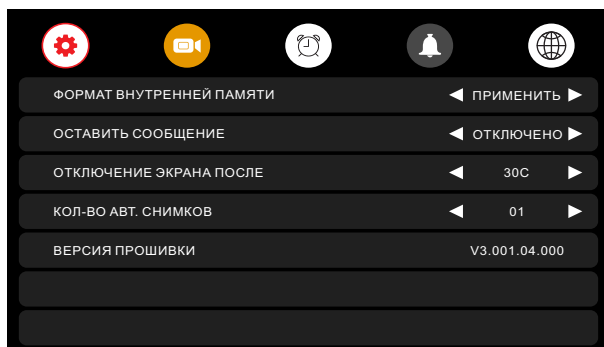 ФОРМАТ ВНУТРЕННЕЙ ПАМЯТИ ПРИМЕНИТЬ
ОСТАВИТЬ СООБЩЕНИЕ ОТКЛЮЧЕНО
ОТКЛЮЧЕНИЕ ЭКРАНА ПОСЛЕ 30С
КОЛ-ВО АВТ. СНИМКОВ 01
ВЕРСИЯ ПРОШИВКИ V3.001.04.000